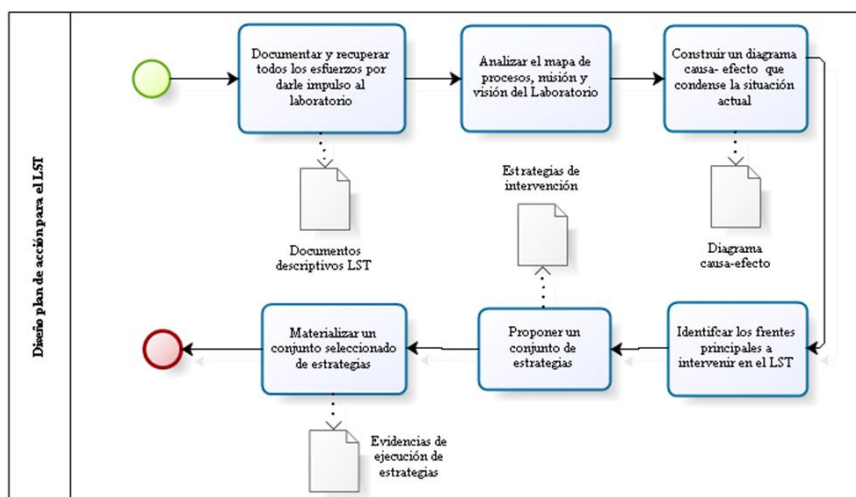 Diseño plan de acción para el LST
Documentar y recuperar
todos los esfuerzos por
darle impulso al
laboratorio
Analizar el mapa de
procesos, misión y
visión del Laboratorio
Construir un diagrama
causa- efecto que
condense la situación
actual
Documentos
descriptivos LST
Estrategias de
intervención
Diagrama
causa-efecto
Identifcar los frentes
principales a
intervenir en el LST
Proponer un
conjunto de
estrategias
Materializar un
conjunto seleccionado
de estrategias
Evidencias de
ejecución de
estrategias